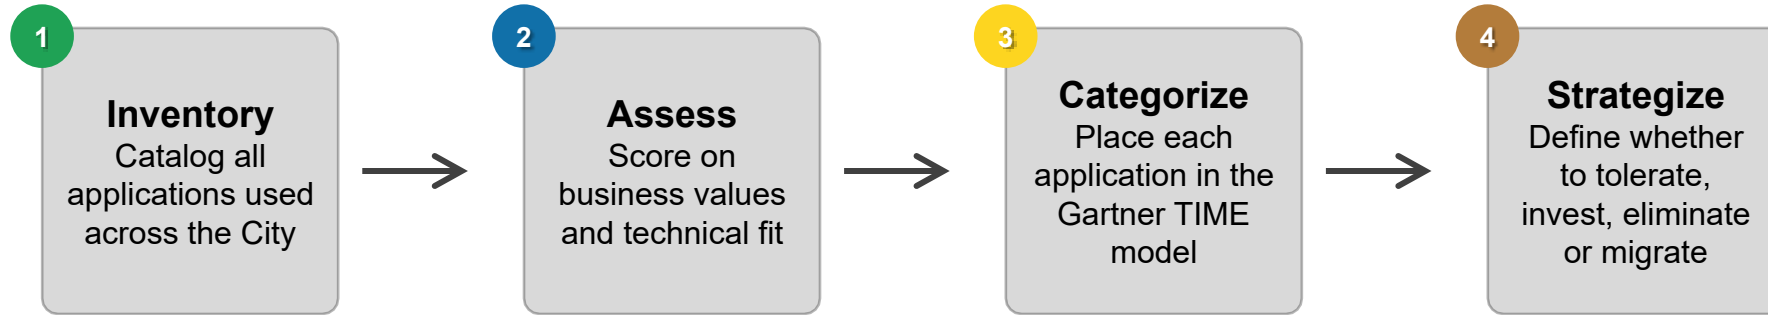 1
Inventory
Catalog all
applications used
across the City
2
Assess
Score on
business values
and technical fit
3
Categorize
Place each
application in the
Gartner TIME
model
4
Strategize
Define whether
to tolerate,
invest, eliminate
or migrate